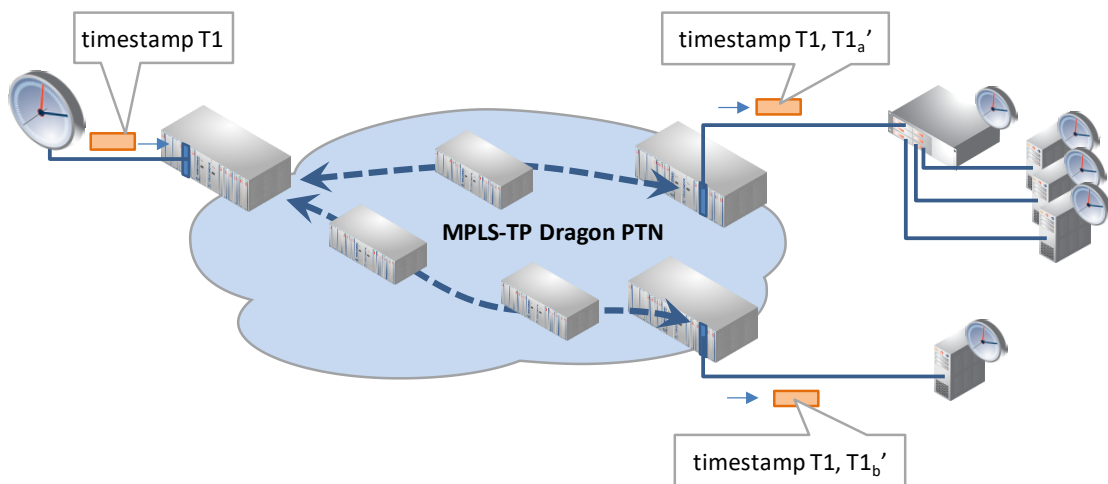 timestamp T1
timestamp T1, T1a’
MPLS-TP Dragon PTN
timestamp T1, T1b’